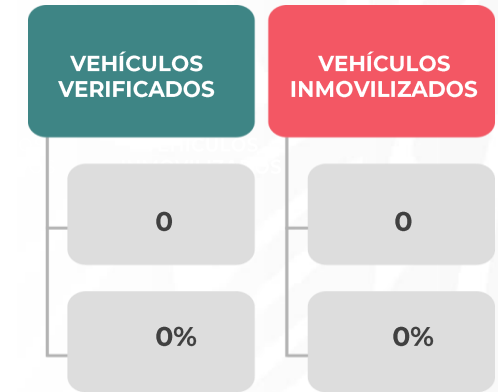 VEHÍCULOS
VERIFICADOS
0
0%
VEHÍCULOS
INMOVILIZADOS
0
0%